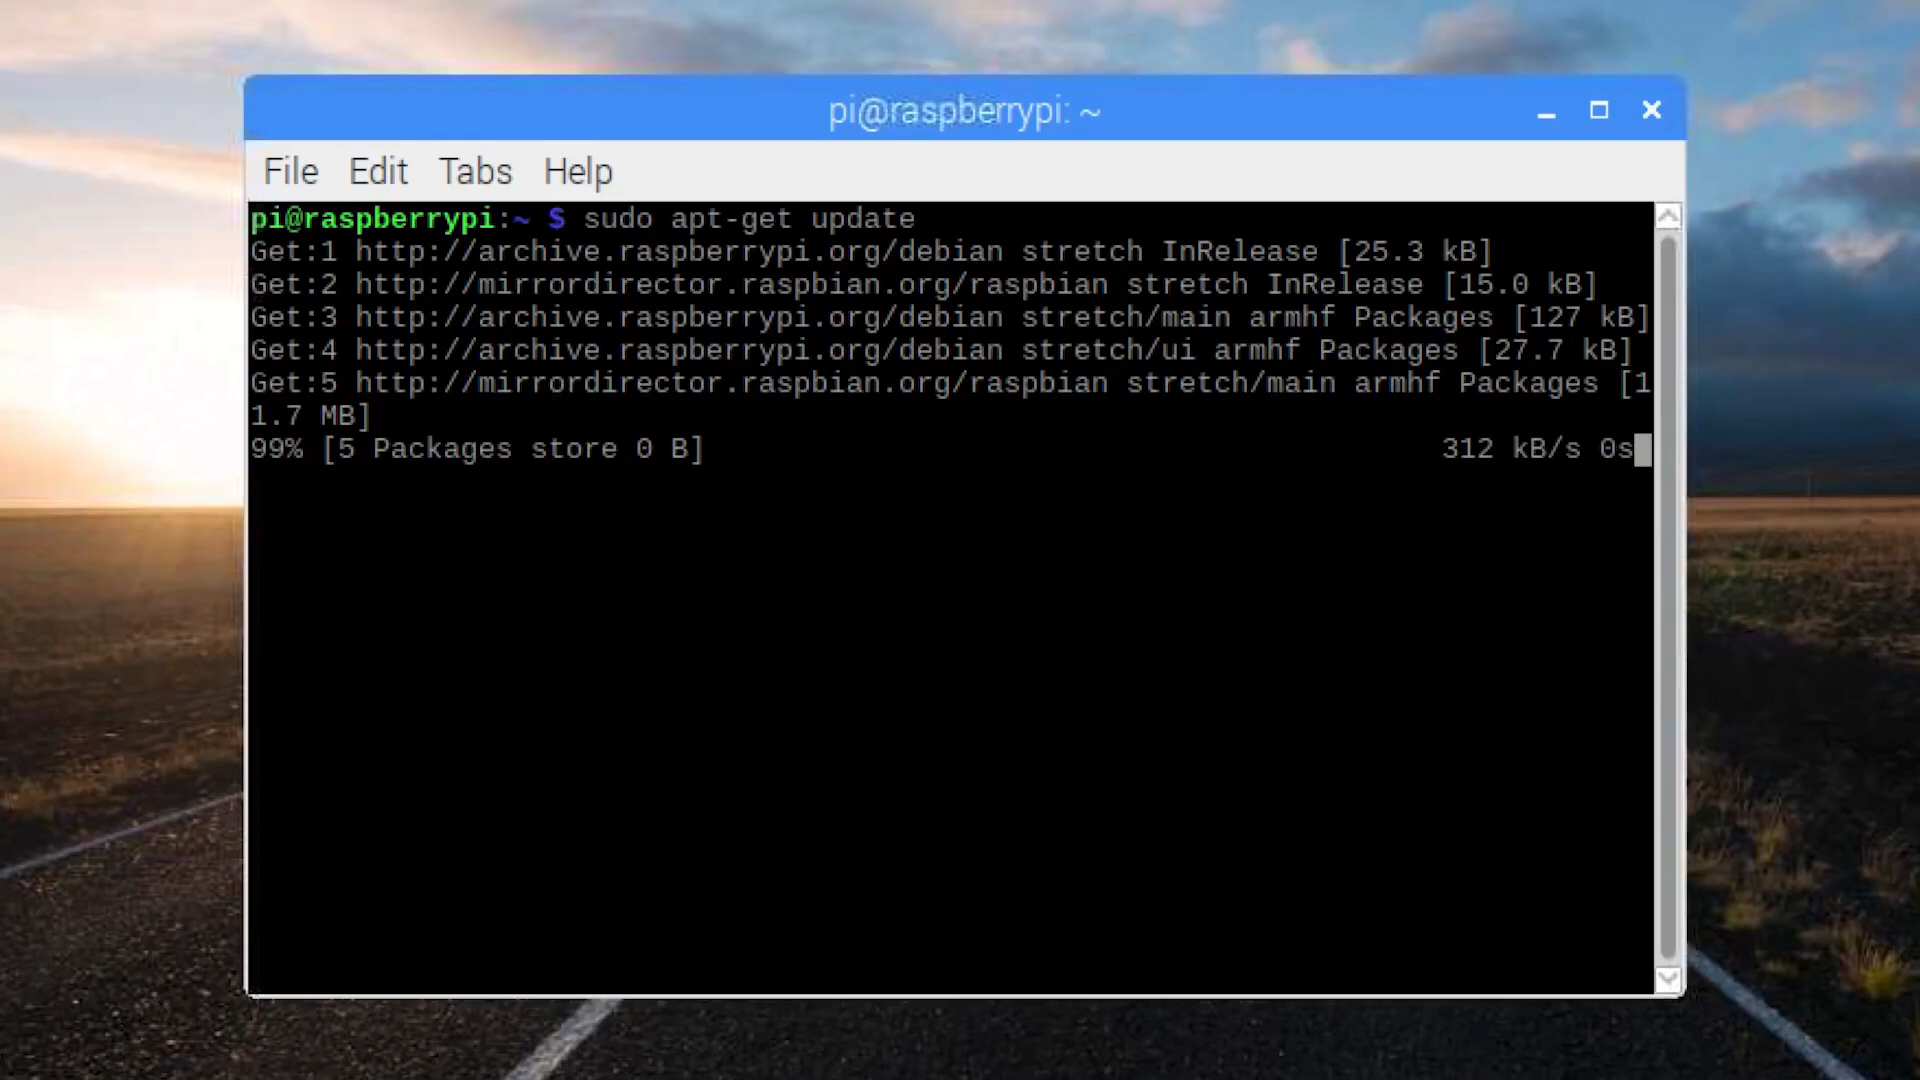 pi@raspberrypi: ~
File Edit Tabs Help
pi@raspberrypi:~ $ sudo apt-get update
Get:1 http://archive.raspberrypi.org/debian stretch InRelease [25.3 kB]
Get:2 http://mirrordirector.raspbian.org/raspbian stretch InRelease [15.0 kB]
Get:3 http://archive.raspberrypi.org/debian stretch/main armhf Packages [127 kB]
Get:4 http://archive.raspberrypi.org/debian stretch/ui armhf Packages [27.7 kB]
Get:5 http://mirrordirector.raspbian.org/raspbian stretch/main armhf Packages [1
1.7 MB]
99% [5 Packages store 0 B] 312 kB/s 0s